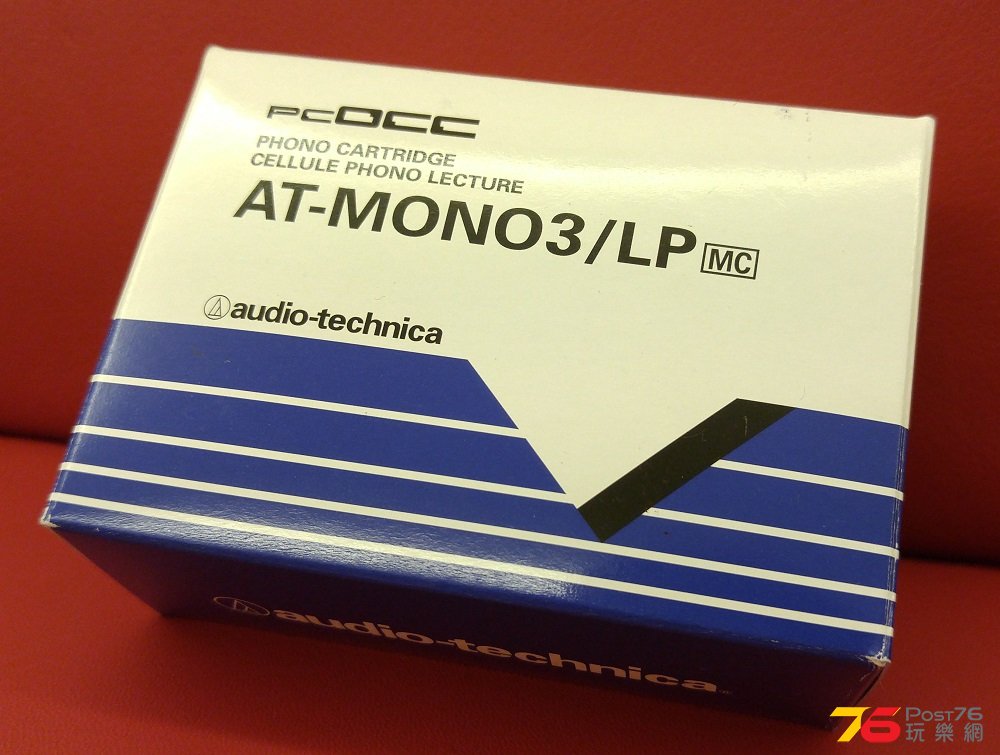 PCOCC
PHONO CARTRIDGE
CELLULE PHONO LECTURE
AT-MONO3/LP MC
audio-technica
audio-technica
76 POST76
玩樂網